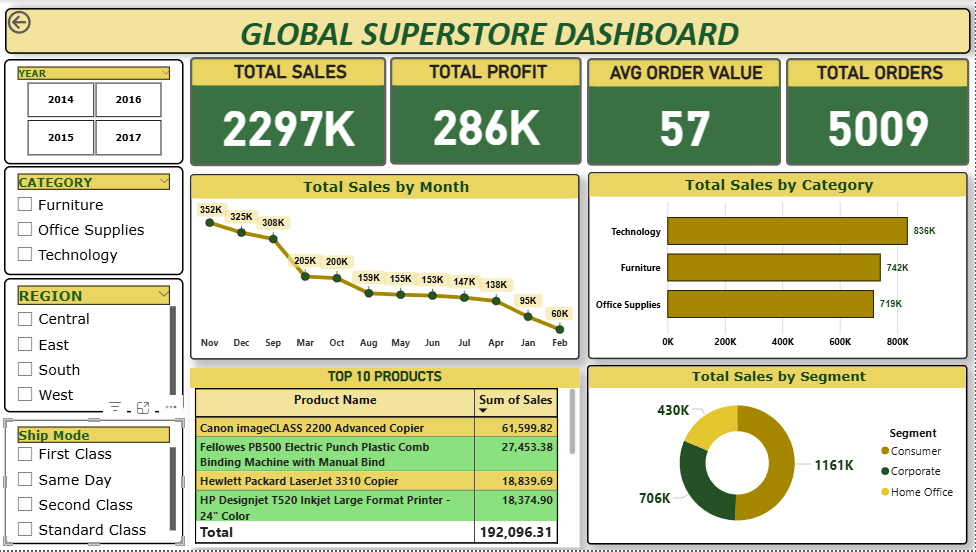 GLOBAL SUPERSTORE DASHBOARD
YEAR
2014 2016
2015 2017
CATEGORY
Furniture
Office Supplies
Technology
REGION
Central
East
South
West
Ship Mode
First Class
Same Day
Second Class
Standard Class
TOTAL SALES
2297K
TOTAL PROFIT
286K
AVG ORDER VALUE
57
TOTAL ORDERS
5009
Total Sales by Month
352K 325K 308K 205K 200K 159K 155K 153K 147K 138K 95K 60K
Nov Dec Sep Mar Oct Aug May Jun Jul Apr Jan Feb
Total Sales by Category
Technology 836K
Furniture 742K
Office Supplies 719K
0K 200K 400K 600K 800K
TOP 10 PRODUCTS
Product Name Sum of Sales
Canon imageCLASS 2200 Advanced Copier 61,599.82
Fellowes PB500 Electric Punch Plastic Comb 27,453.38
Binding Machine with Manual Bind
Hewlett Packard LaserJet 3310 Copier 18,839.69
HP Designjet T520 Inkjet Large Format Printer - 18,374.90
24" Color
Total 192,096.31
Total Sales by Segment
430K
1161K
706K
Segment
Consumer
Corporate
Home Office